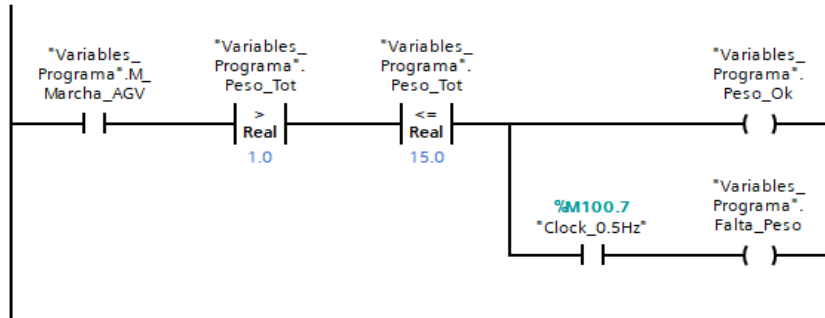 "Variables_
Programa".M_
Marcha_AGV
"Variables_
Programa".
Peso_Tot
>
Real
1.0
"Variables_
Programa".
Peso_Tot
<=
Real
15.0
"Variables_
Programa".
Peso_Ok
%M100.7
"Clock_0.5Hz"
"Variables_
Programa".
Falta_Peso